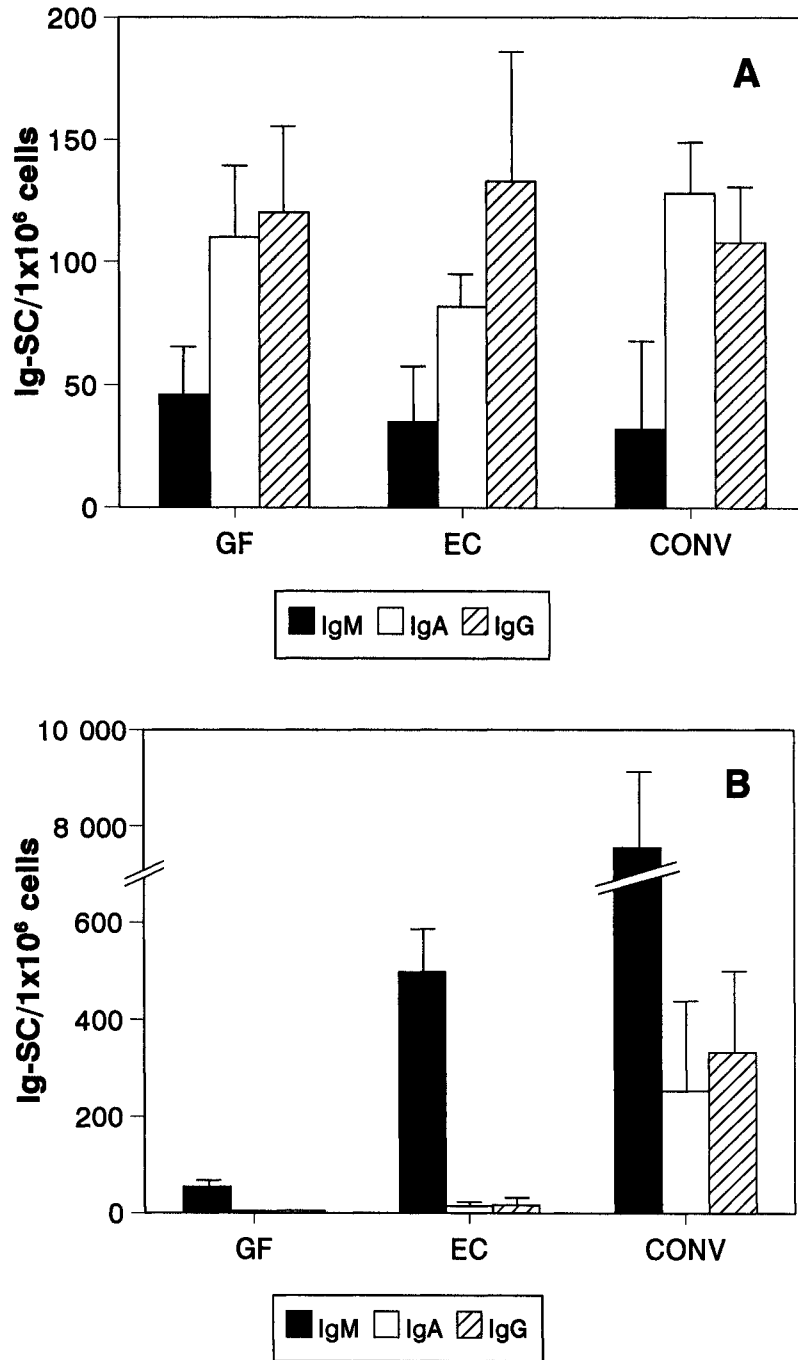 200
A
150
100
50
0
Ig-SC/1x10⁶ cells
GF EC CONV
IgM IgA IgG
10 000
B
8 000
600
400
200
0
Ig-SC/1x10⁶ cells
GF EC CONV
IgM IgA IgG